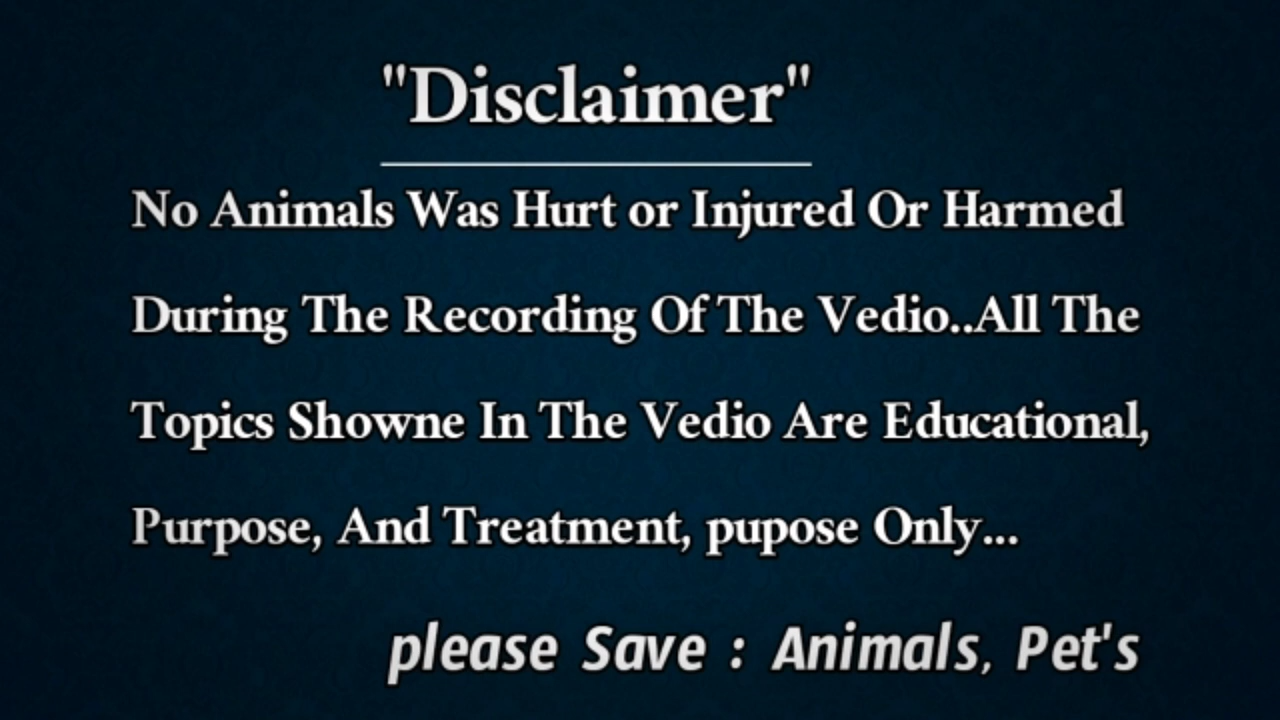 "Disclaimer"
No Animals Was Hurt or Injured Or Harmed
During The Recording Of The Vedio..All The
Topics Showne In The Vedio Are Educational,
Purpose, And Treatment, pupose Only...
please Save : Animals, Pet's